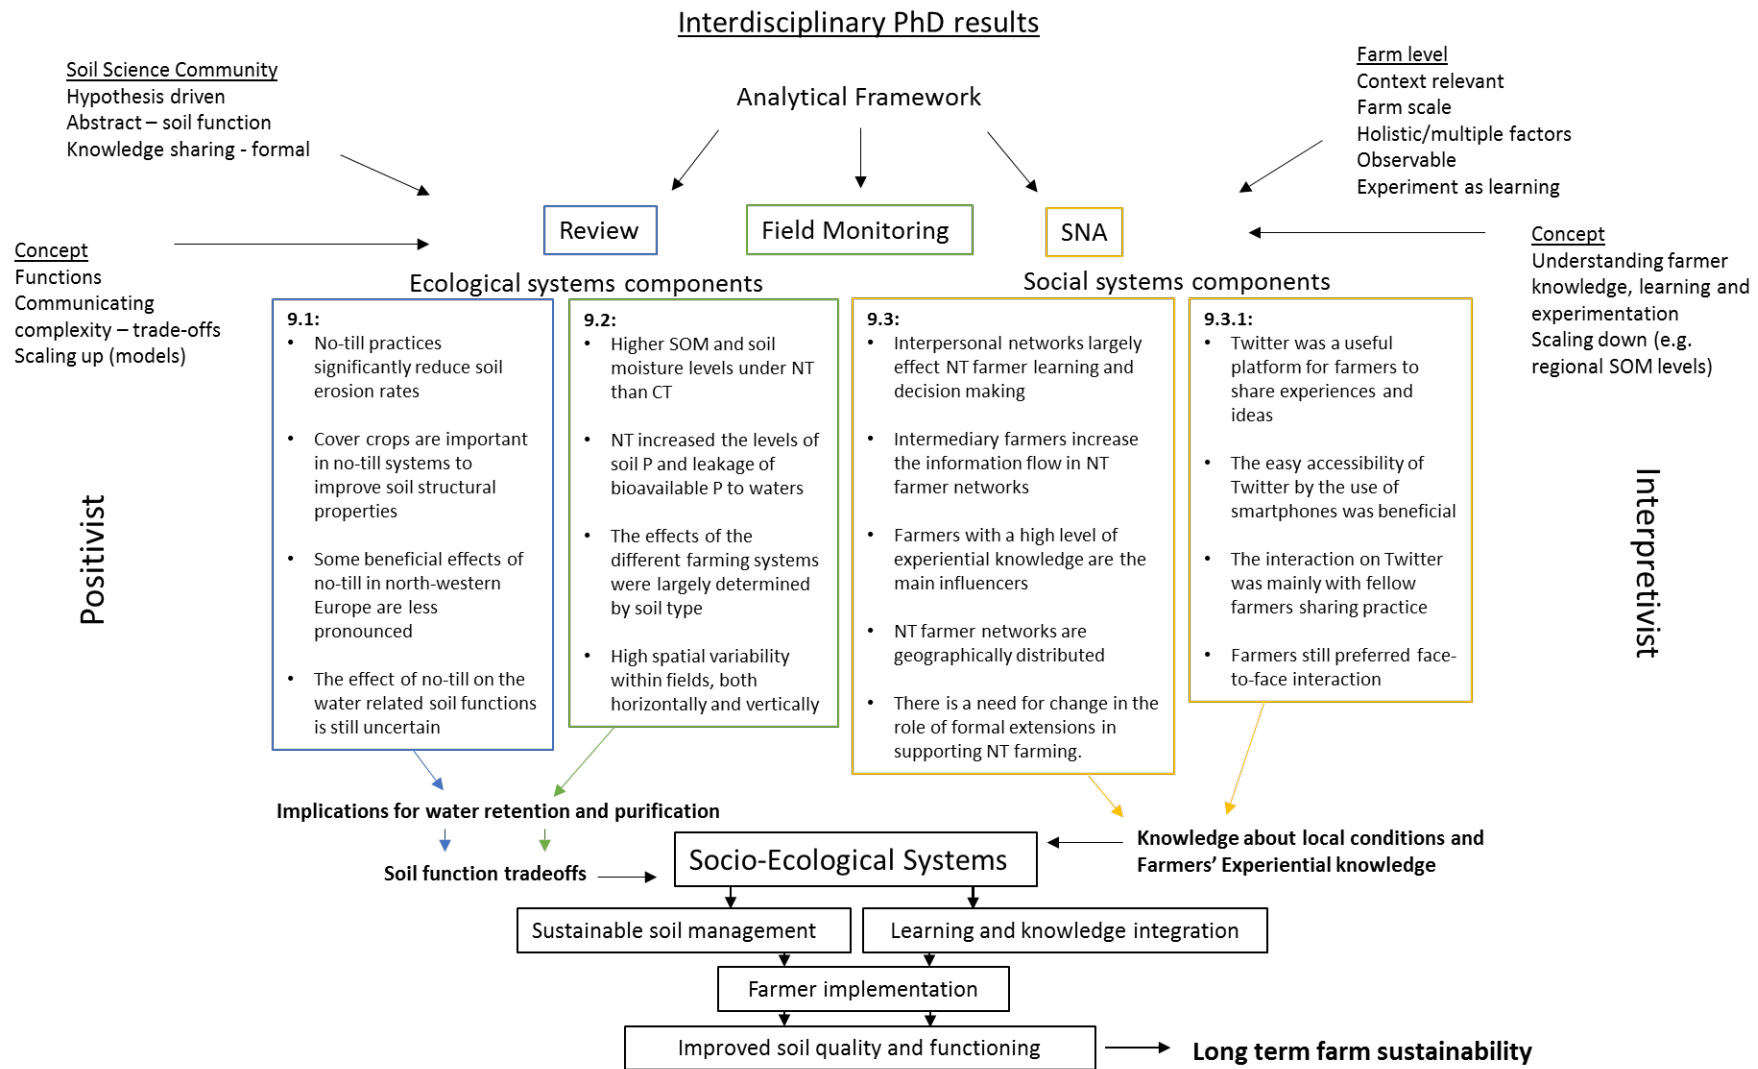 Interdisciplinary PhD results
Soil Science Community
Hypothesis driven
Abstract – soil function
Knowledge sharing - formal
Analytical Framework
Farm level
Context relevant
Farm scale
Holistic/multiple factors
Observable
Experiment as learning
Review
Field Monitoring
SNA
Concept
Functions
Communicating
complexity – trade-offs
Scaling up (models)
Concept
Understanding farmer
knowledge, learning and
experimentation
Scaling down (e.g.
regional SOM levels)
Ecological systems components
Social systems components
Positivist
9.1:
• No-till practices
significantly reduce soil
erosion rates
• Cover crops are important
in no-till systems to
improve soil structural
properties
• Some beneficial effects of
no-till in north-western
Europe are less
pronounced
• The effect of no-till on the
water related soil functions
is still uncertain
9.2:
• Higher SOM and soil
moisture levels under NT
than CT
• NT increased the levels of
soil P and leakage of
bioavailable P to waters
• The effects of the
different farming systems
were largely determined
by soil type
• High spatial variability
within fields, both
horizontally and vertically
9.3:
• Interpersonal networks largely
effect NT farmer learning and
decision making
• Intermediary farmers increase
the information flow in NT
farmer networks
• Farmers with a high level of
experiential knowledge are the
main influencers
• NT farmer networks are
geographically distributed
• There is a need for change in the
role of formal extensions in
supporting NT farming.
9.3.1:
• Twitter was a useful
platform for farmers to
share experiences and
ideas
• The easy accessibility of
Twitter by the use of
smartphones was beneficial
• The interaction on Twitter
was mainly with fellow
farmers sharing practice
• Farmers still preferred face-
to-face interaction
Interpretivist
Implications for water retention and purification
Soil function tradeoffs
Socio-Ecological Systems
Knowledge about local conditions and
Farmers’ Experiential knowledge
Sustainable soil management
Learning and knowledge integration
Farmer implementation
Improved soil quality and functioning
Long term farm sustainability